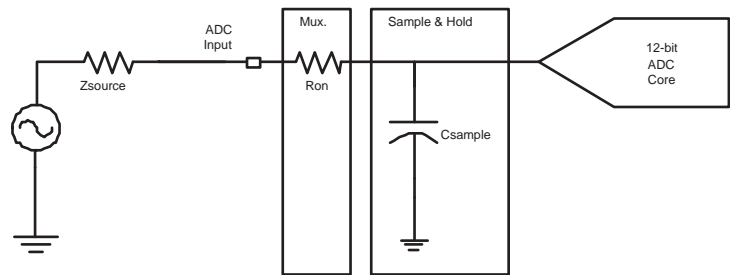 ADC
Input
Mux.
Sample & Hold
12-bit
ADC
Core
Zsource
Ron
Csample